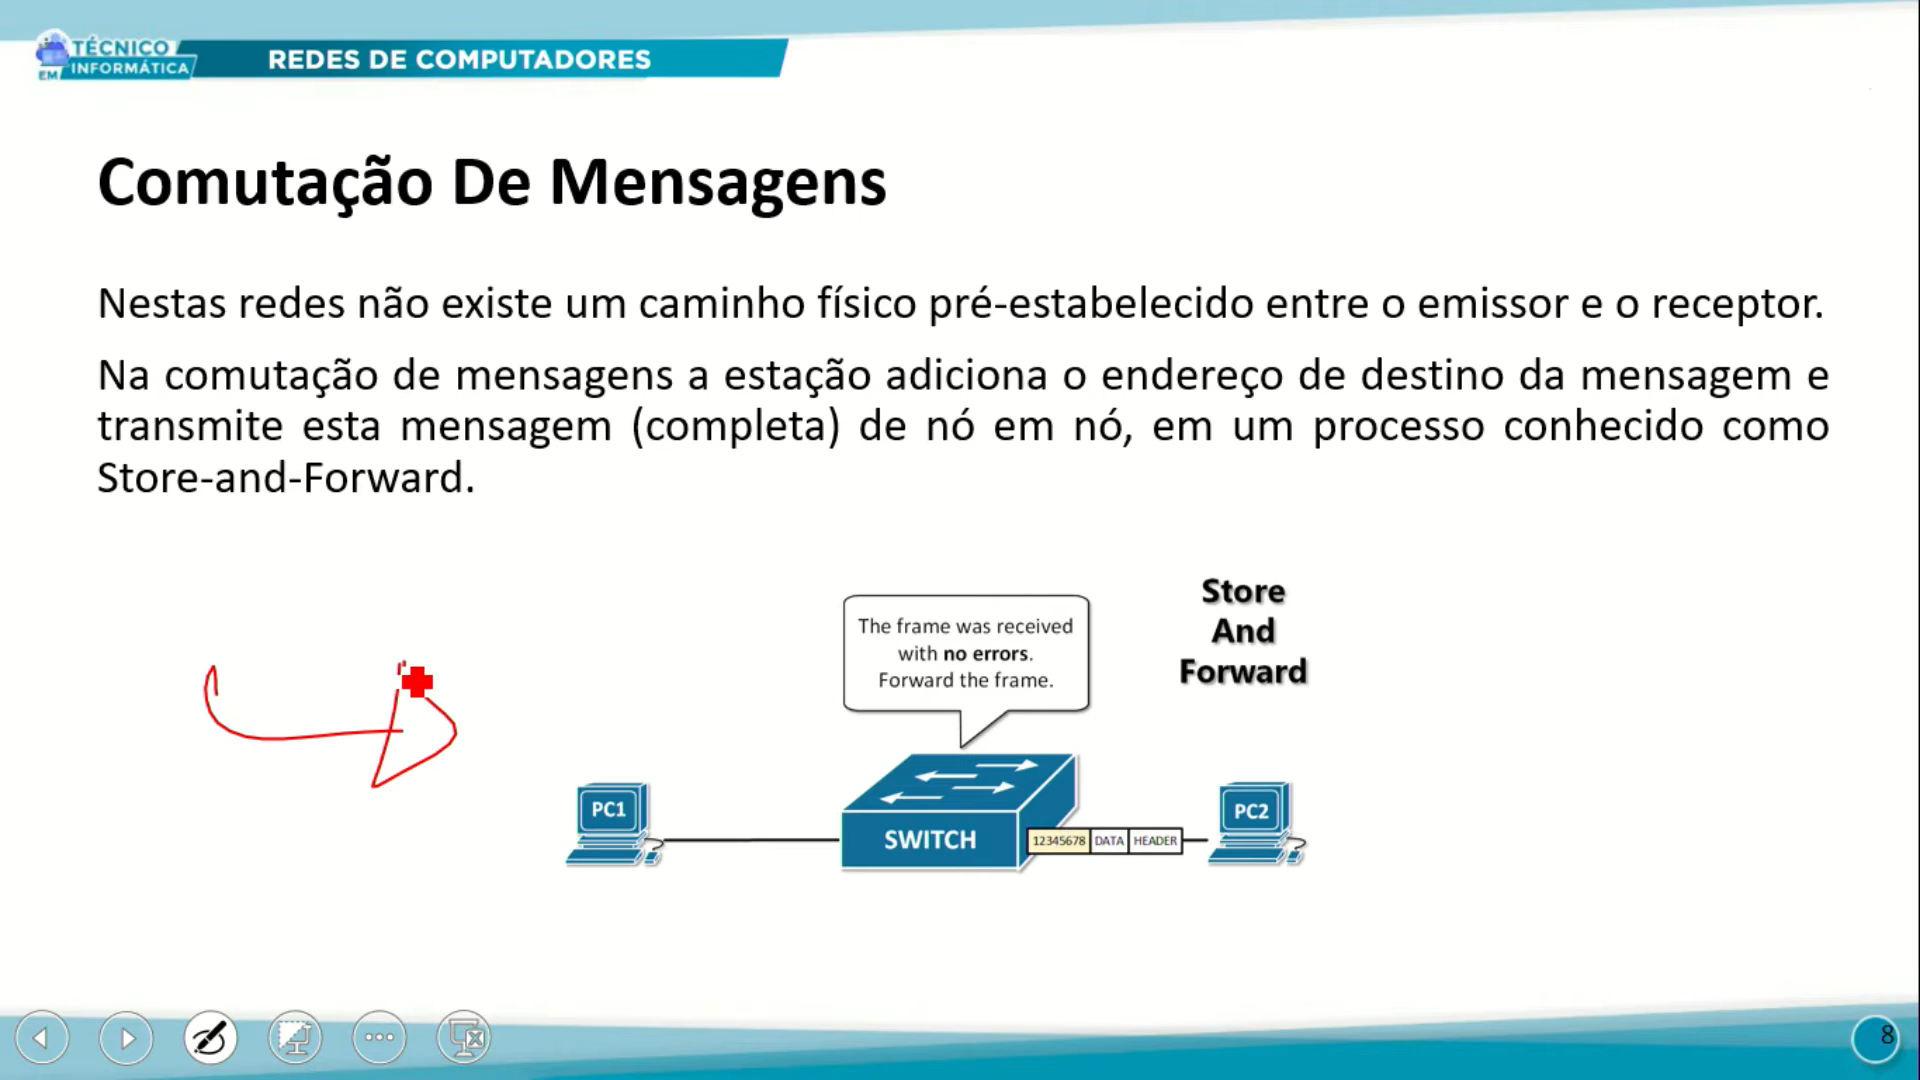 TÉCNICO
EM INFORMÁTICA
REDES DE COMPUTADORES
Comutação De Mensagens
Nestas redes não existe um caminho físico pré-estabelecido entre o emissor e o receptor.
Na comutação de mensagens a estação adiciona o endereço de destino da mensagem e
transmite esta mensagem (completa) de nó em nó, em um processo conhecido como
Store-and-Forward.
The frame was received
with no errors.
Forward the frame.
Store
And
Forward
PC1
SWITCH
12345678 DATA HEADER
PC2
8